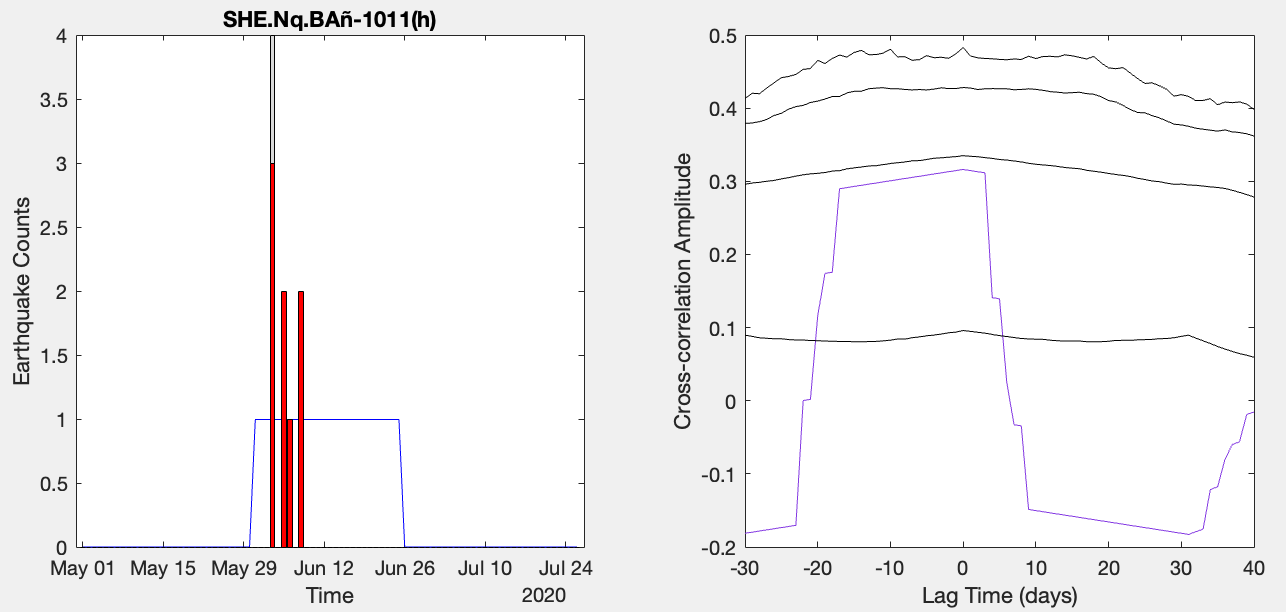 SHE.Nq.BAñ-1011(h)
Earthquake Counts
4
3.5
3
2.5
2
1.5
1
0.5
0
May 01 May 15 May 29 Jun 12 Jun 26 Jul 10 Jul 24
Time
2020
Cross-correlation Amplitude
0.5
0.4
0.3
0.2
0.1
0
-0.1
-0.2
-30 -20 -10 0 10 20 30 40
Lag Time (days)